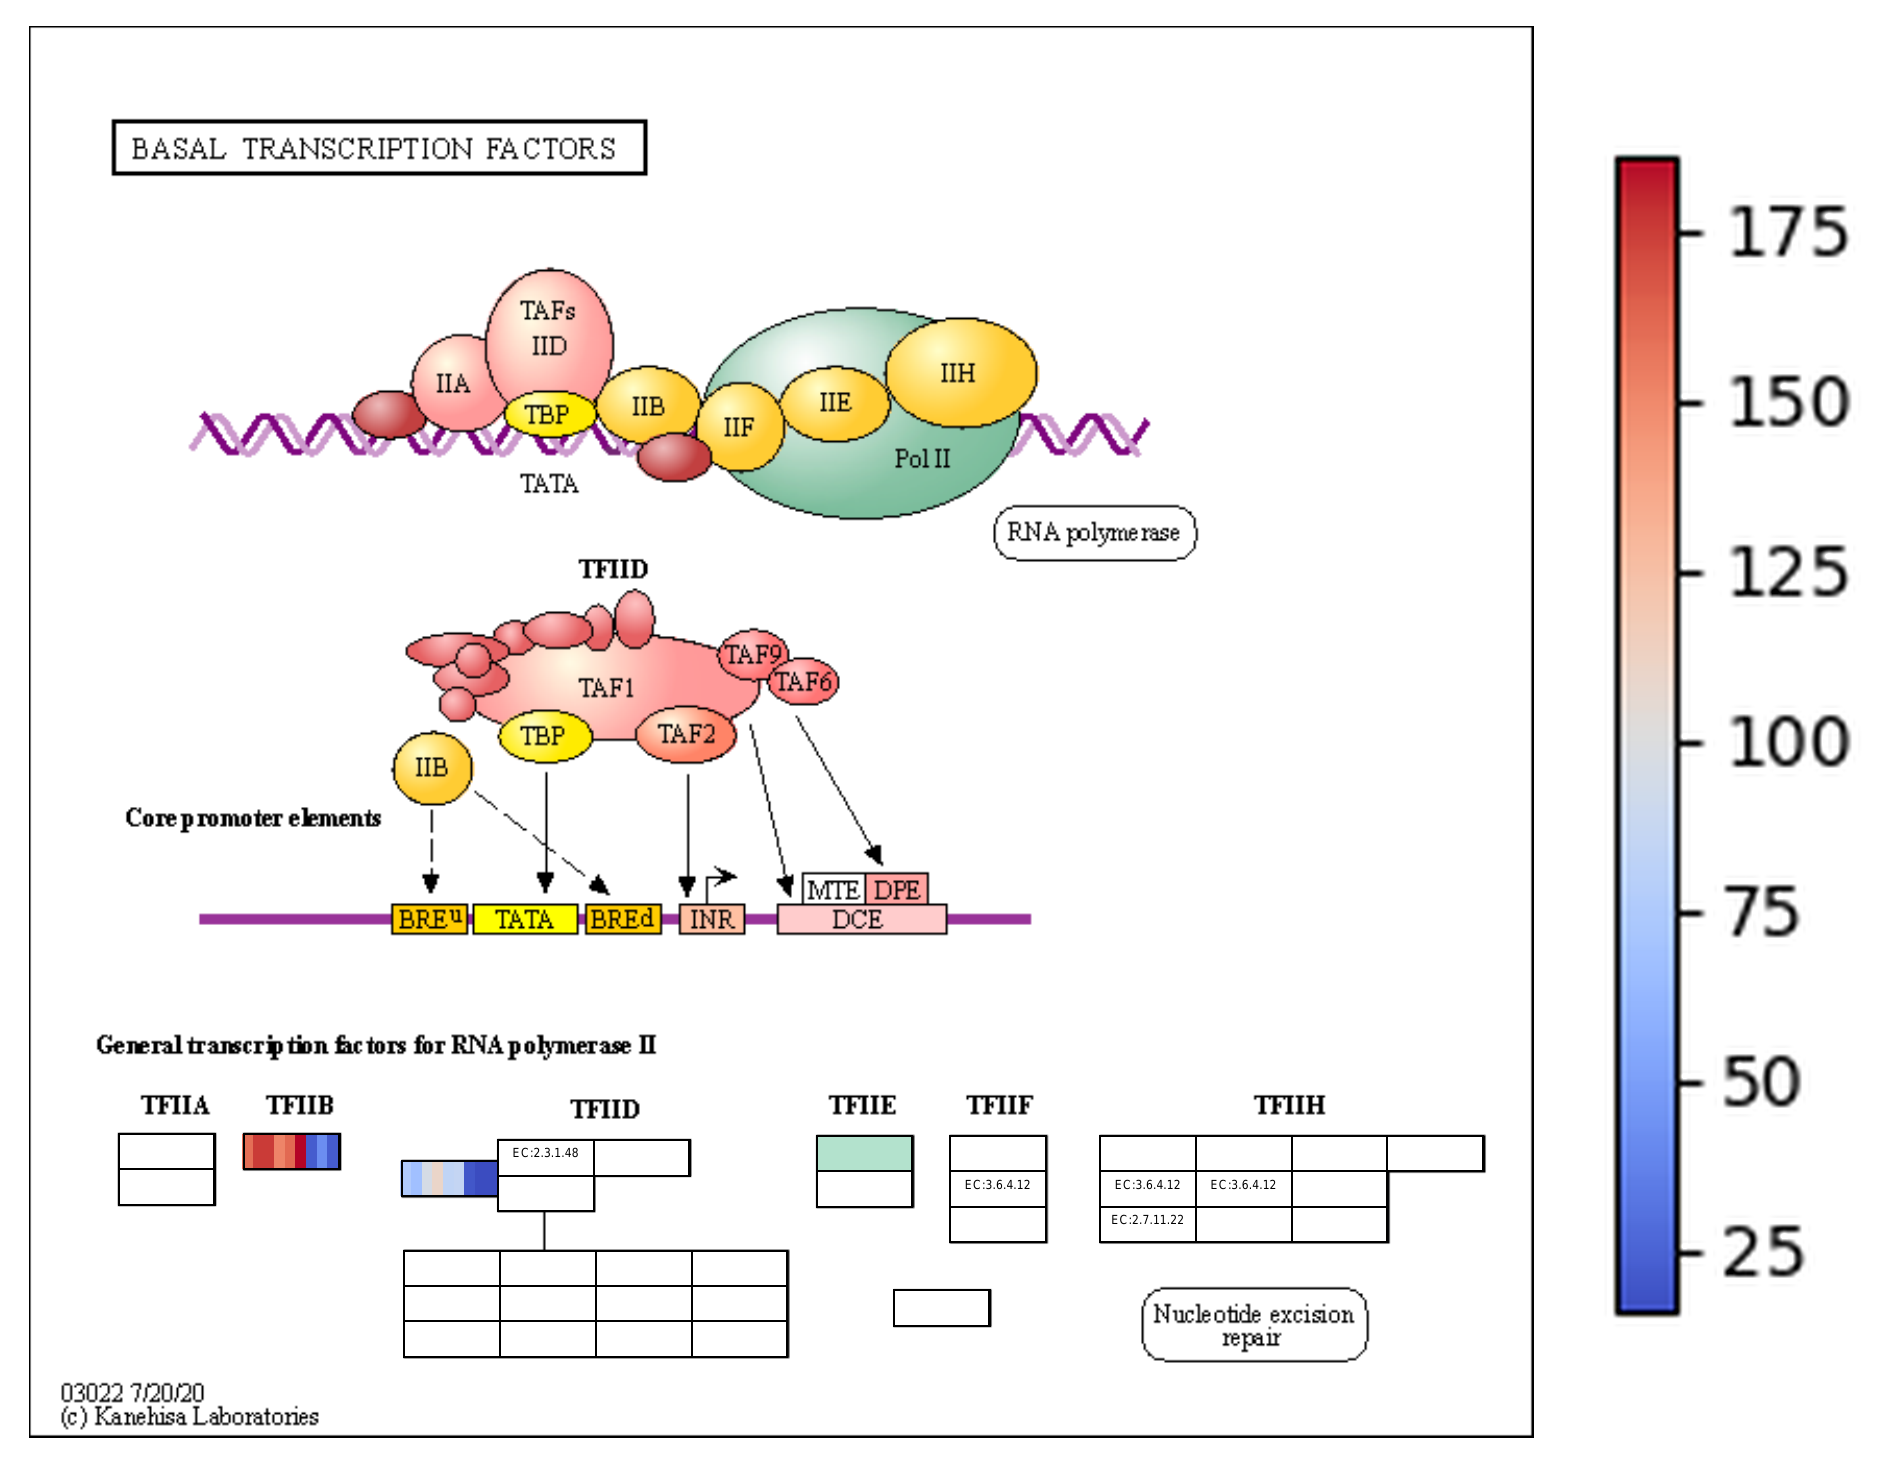 BASAL TRANSCRIPTION FACTORS
TAFs
IID
IIA
TBP
IIB
IIF
IIE
IIH
Pol II
TATA
RNA polymerase
TFIID
TAF9
TAF6
TAF1
TBP
TAF2
IIB
Core promoter elements
MTE DPE
BREu TATA BREd INR DCE
General transcription factors for RNA polymerase II
TFIIA TFIIB TFIID TFIIE TFIIF TFIIH
EC:2.3.1.48
EC:3.6.4.12 EC:3.6.4.12 EC:3.6.4.12
EC:2.7.11.22
Nucleotide excision
repair
03022 7/20/20
(c) Kanehisa Laboratories
175
150
125
100
75
50
25